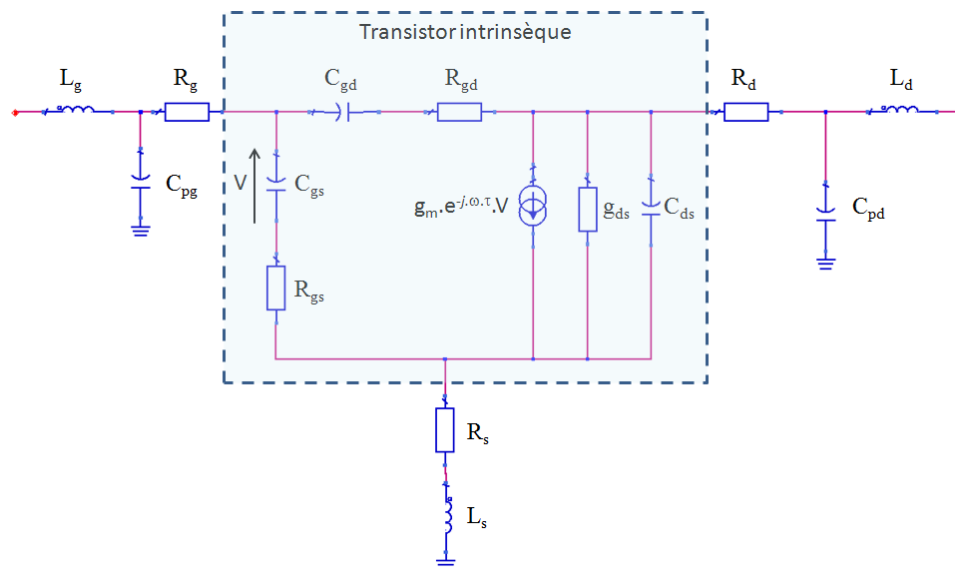 Transistor intrinsèque
Lg
Rg
Cgd
Rgd
Rd
Ld
Cpg
V
Cgs
gm.e-j.ω.τ.V
gds
Cds
Cpd
Rgs
Rs
Ls